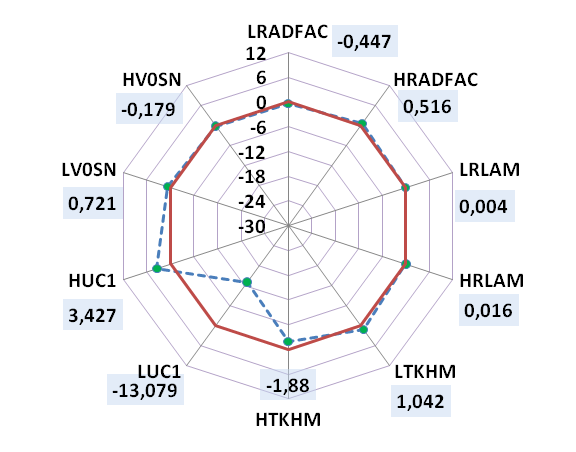 LRADFAC
-0,447
12
6
0
-6
-12
-18
-24
-30
HRADFAC
0,516
LRLAM
0,004
HRLAM
0,016
LTKHM
1,042
-1,88
HTKHM
LUC1
-13,079
HUC1
3,427
LV0SN
0,721
HV0SN
-0,179